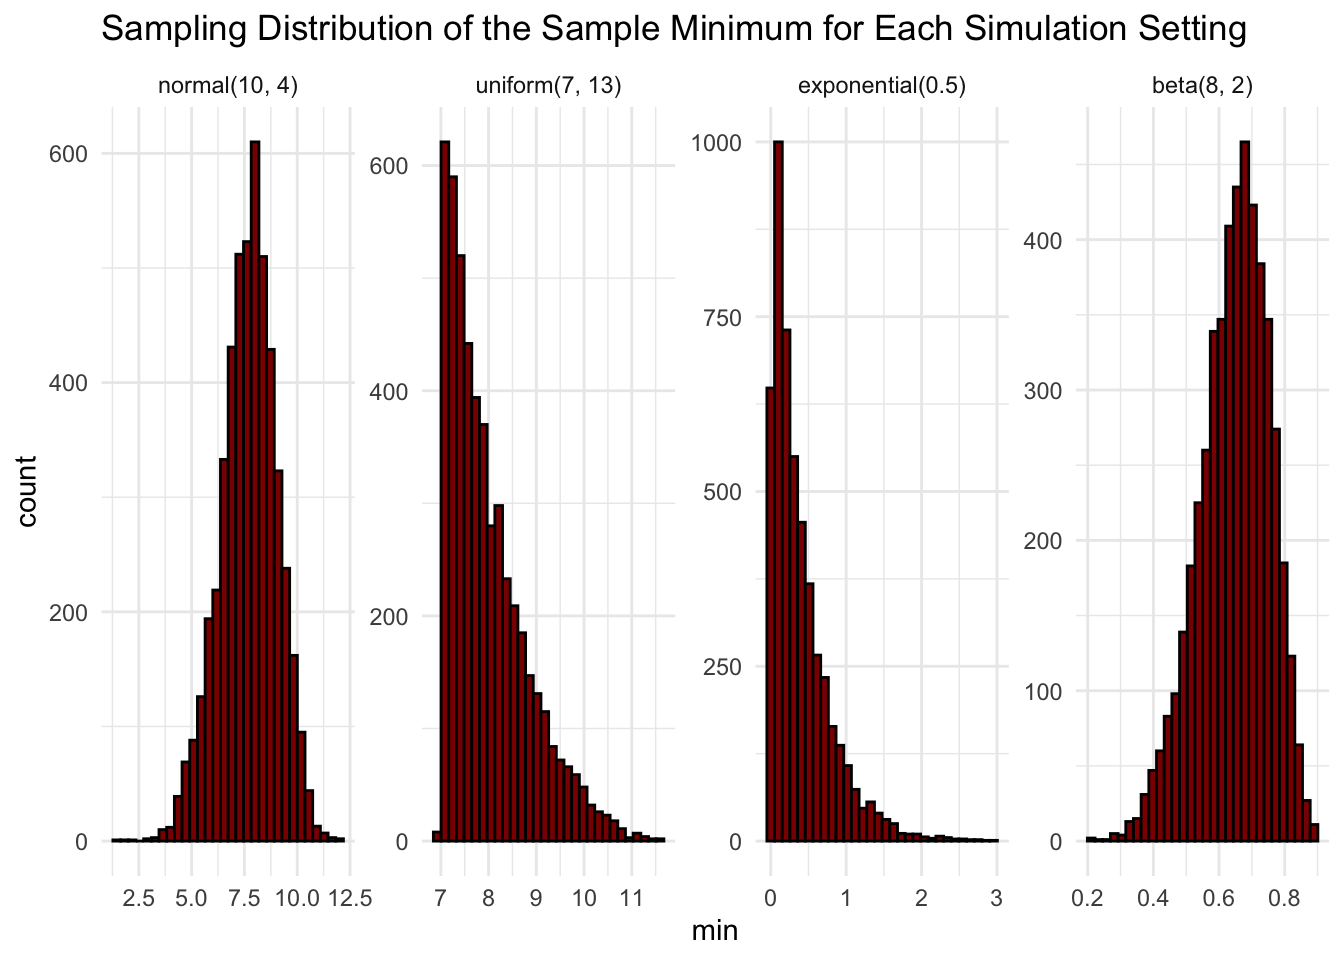 Sampling Distribution of the Sample Minimum for Each Simulation Setting
normal(10, 4)
uniform(7, 13)
exponential(0.5)
beta(8, 2)
count
600
400
200
0
600
400
200
0
1000
750
500
250
0
400
300
200
100
0
2.5 5.0 7.5 10.0 12.5
7 8 9 10 11
0 1 2 3
0.2 0.4 0.6 0.8
min